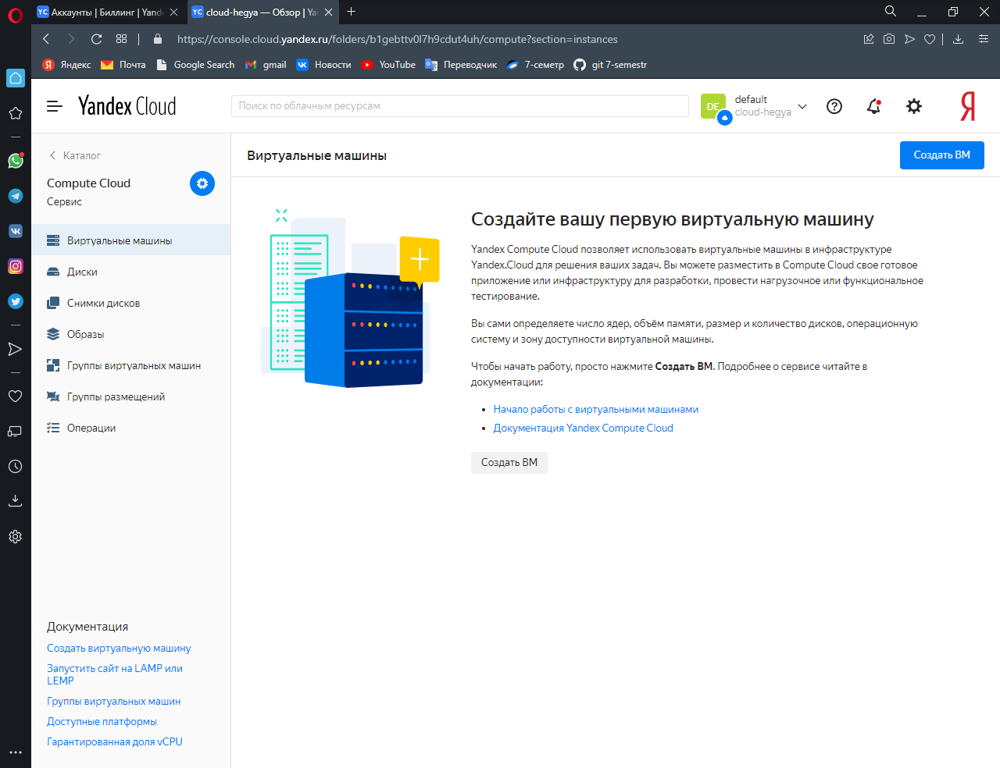 YC Аккаунты | Биллинг | Yand
YC cloud-hegya — Обзор | Ya
https://console.cloud.yandex.ru/folders/b1gebttv0l7h9cdut4uh/compute?section=instances
Я Яндекс
Почта
Google Search
gmail
Новости
YouTube
Переводчик
7-семетр
git 7-semestr
Yandex Cloud
Поиск по облачным ресурсам
DE
default
cloud-hegya
Я
Каталог
Compute Cloud
Сервис
Виртуальные машины
Диски
Снимки дисков
Образы
Группы виртуальных машин
Группы размещений
Операции
Документация
Создать виртуальную машину
Запустить сайт на LAMP или
LEMP
Группы виртуальных машин
Доступные платформы
Гарантированная доля vCPU
Виртуальные машины
Создать ВМ
Создайте вашу первую виртуальную машину
Yandex Compute Cloud позволяет использовать виртуальные машины в инфраструктуре
Yandex.Cloud для решения ваших задач. Вы можете разместить в Compute Cloud свое готовое
приложение или инфраструктуру для разработки, провести нагрузочное или функциональное
тестирование.
Вы сами определяете число ядер, объём памяти, размер и количество дисков, операционную
систему и зону доступности виртуальной машины.
Чтобы начать работу, просто нажмите Создать ВМ. Подробнее о сервисе читайте в
документации:
• Начало работы с виртуальными машинами
• Документация Yandex Compute Cloud
Создать ВМ